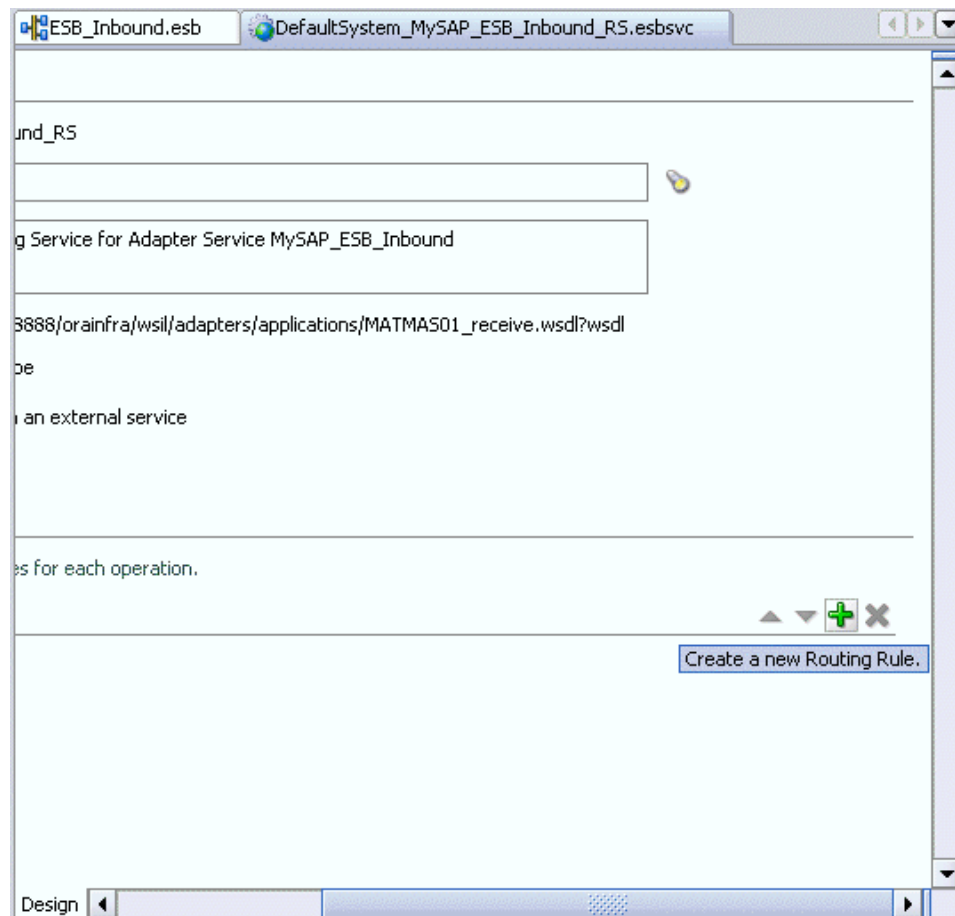 ESB_Inbound.esb DefaultSystem_MySAP_ESB_Inbound_RS.esbsvc
und_RS
g Service for Adapter Service MySAP_ESB_Inbound
8888/orainfra/wsil/adapters/applications/MATMAS01_receive.wsdl?wsdl
pe
an external service
es for each operation.
Create a new Routing Rule.
Design